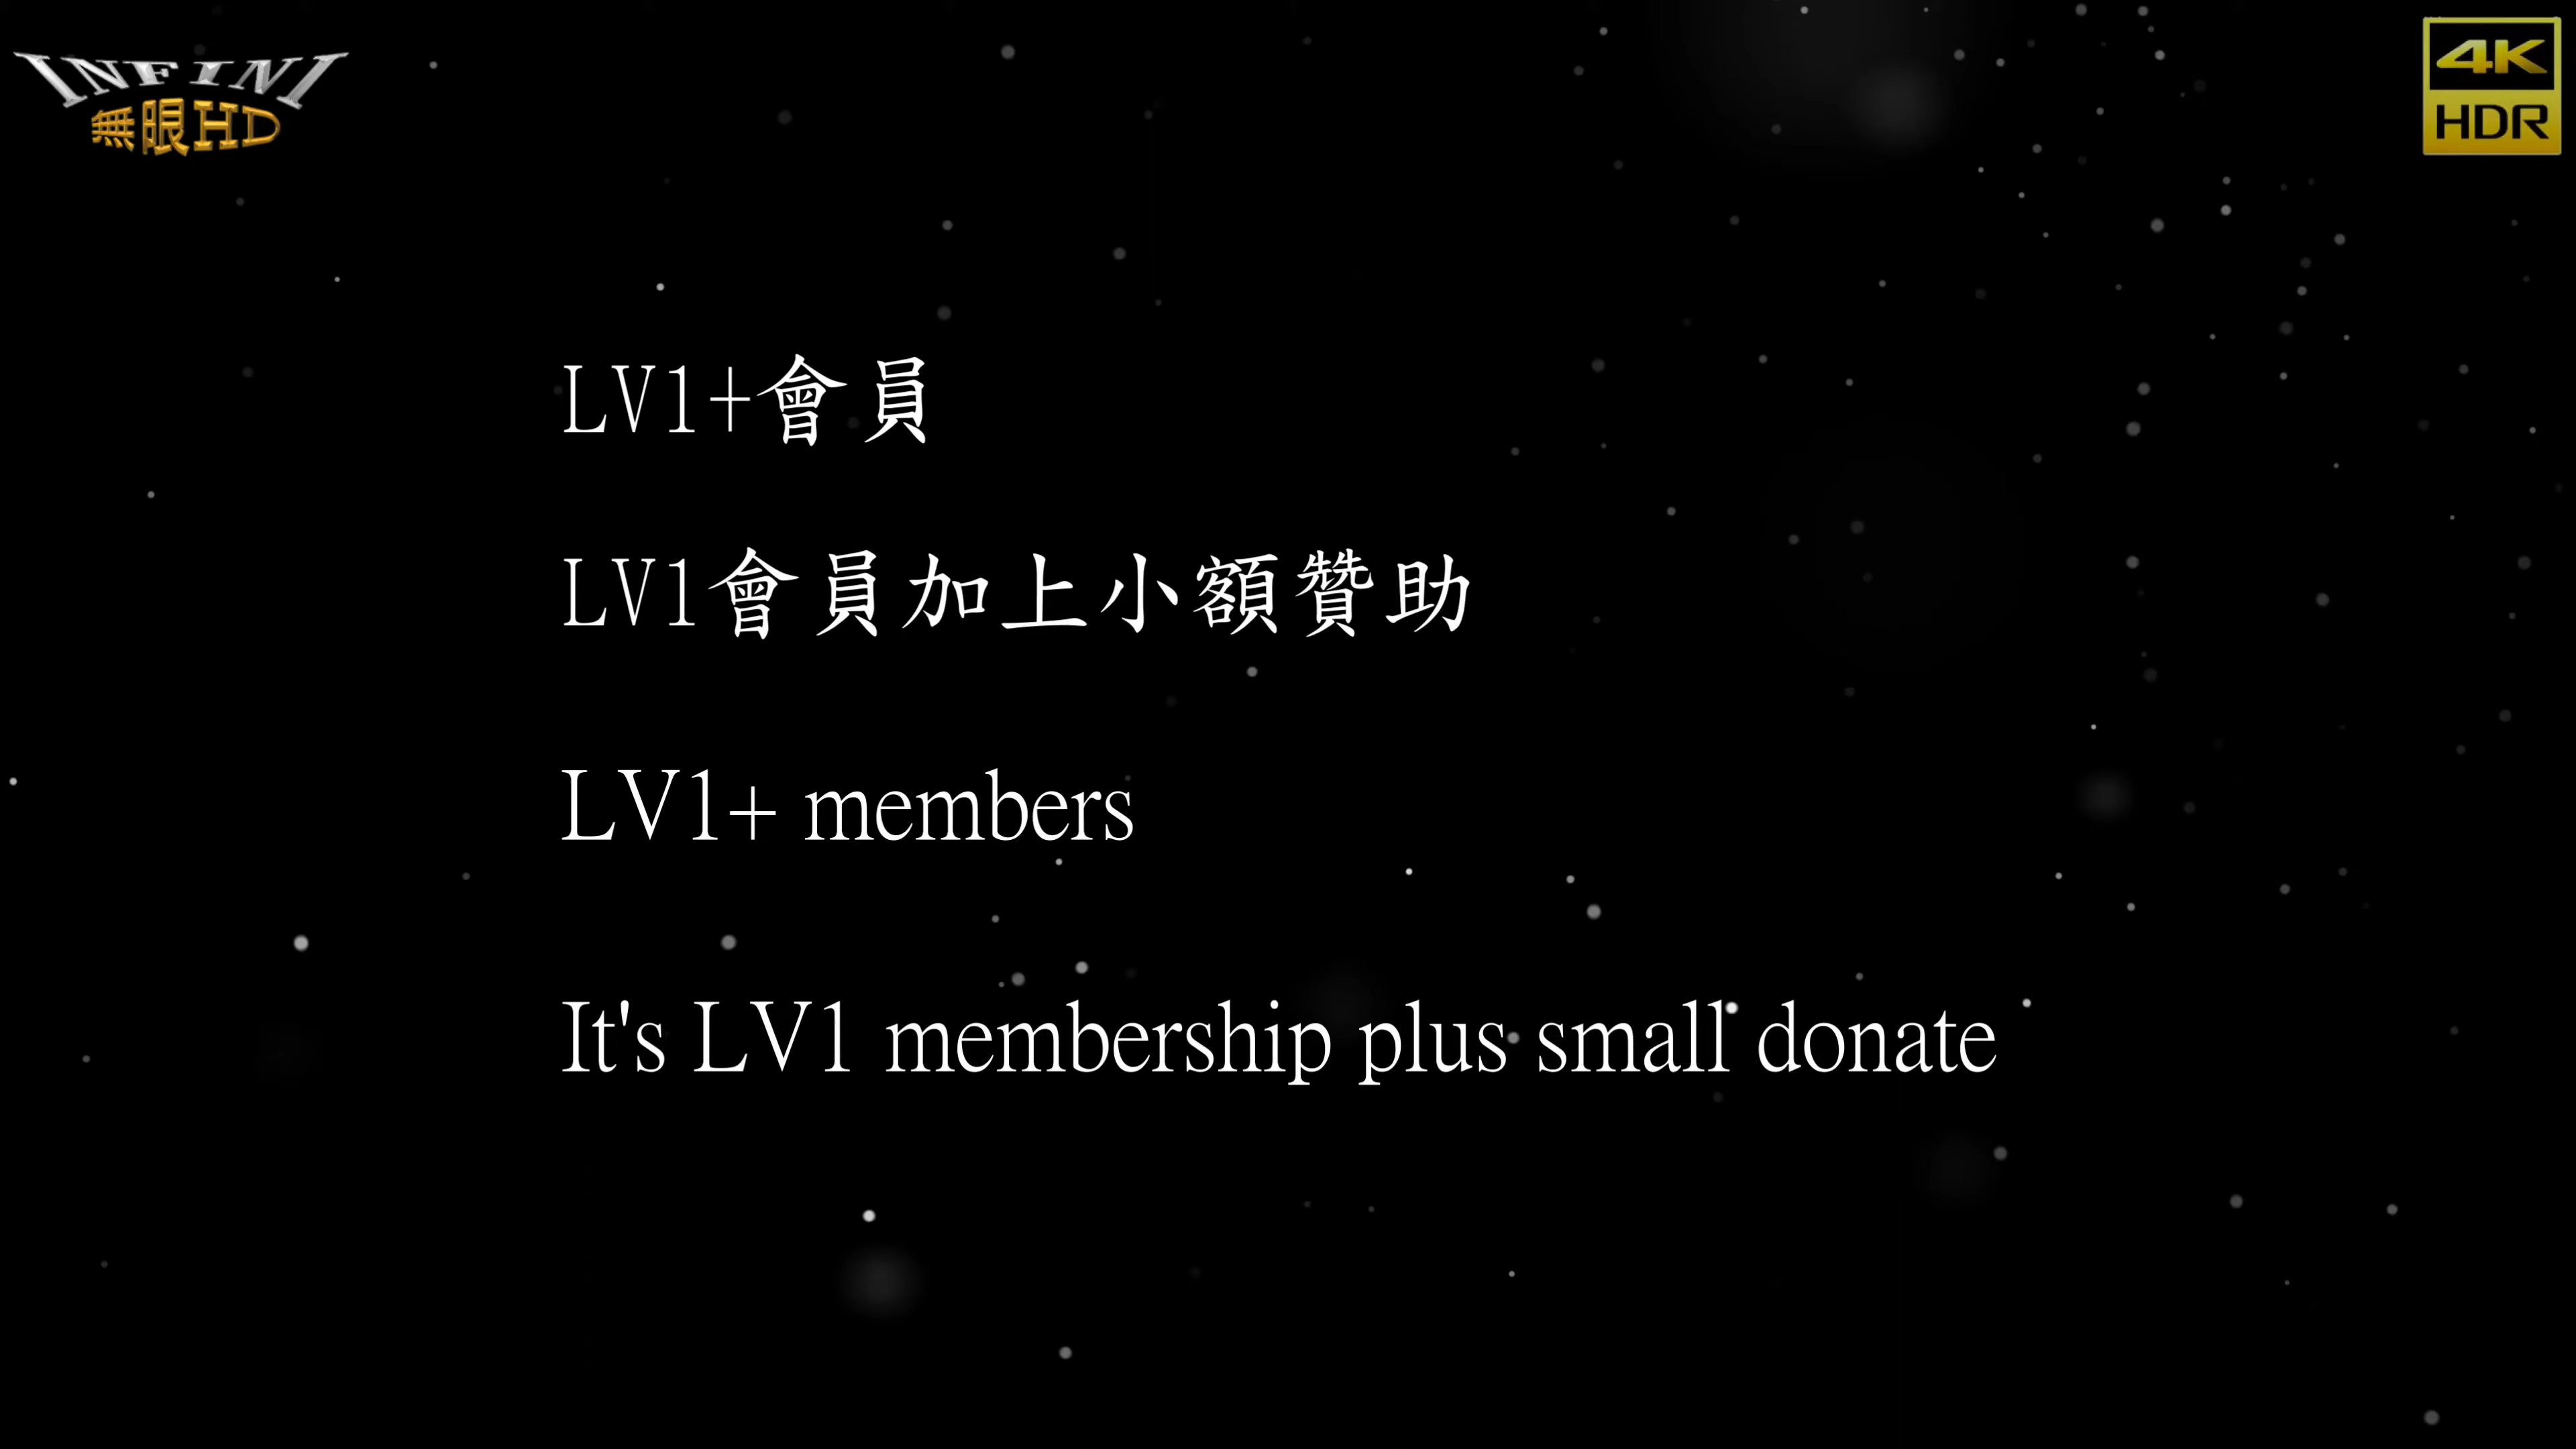 INFINI
無限HD
4K
HDR
LV1+會員
LV1會員加上小額贊助
LV1+ members
It's LV1 membership plus small donate